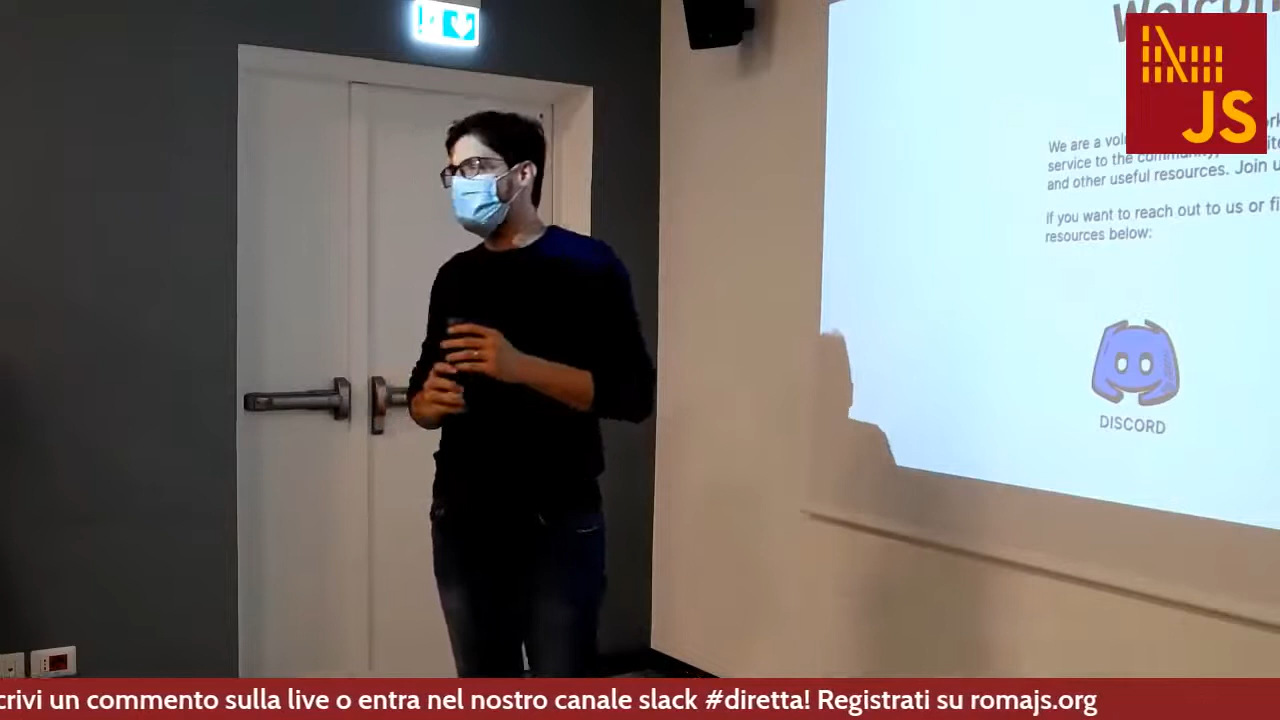 Welcom
JS
We are a vol
service to the community,
and other useful resources. Join u
If you want to reach out to us or fi
resources below:
DISCORD
crivi un commento sulla live o entra nel nostro canale slack #diretta! Registrati su romajs.org